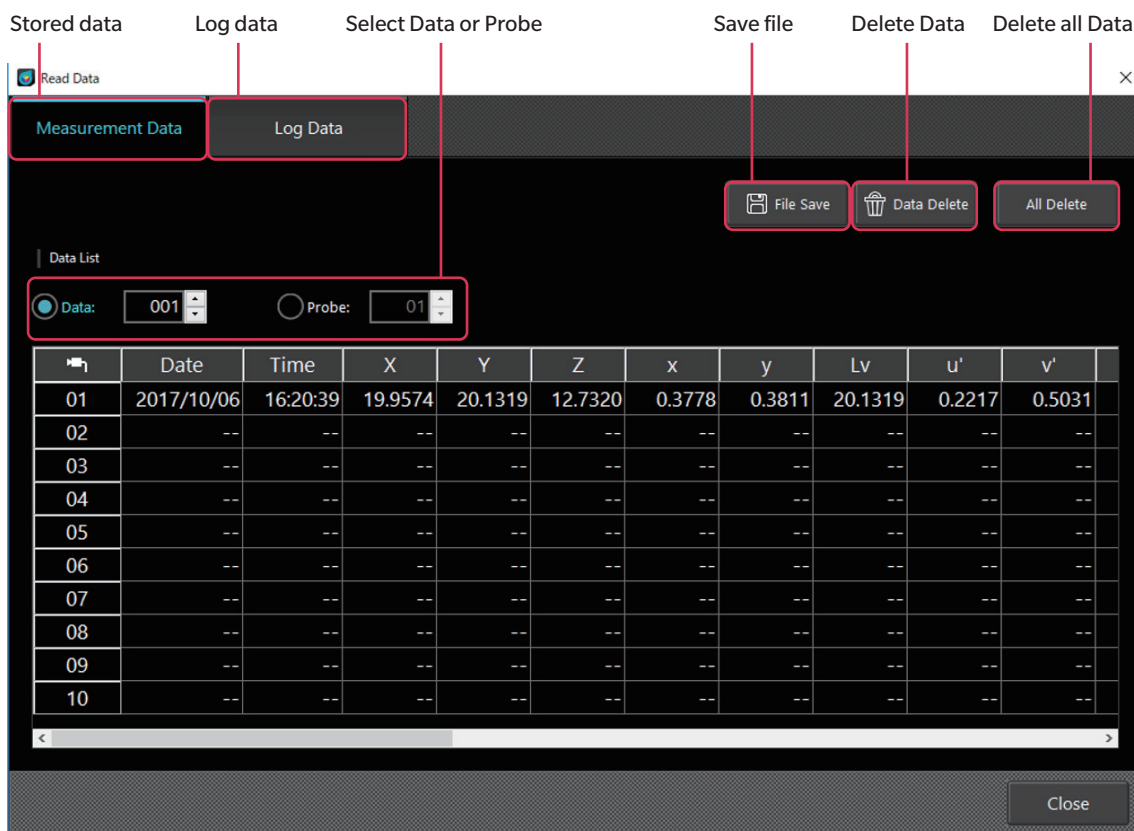 Stored data Log data Select Data or Probe Save file Delete Data Delete all Data
Read Data
Measurement Data Log Data
File Save Data Delete All Delete
Data List
Data: 001 Probe: 01
Date Time X Y Z x y Lv u' v'
01 2017/10/06 16:20:39 19.9574 20.1319 12.7320 0.3778 0.3811 20.1319 0.2217 0.5031
02 -- -- -- -- -- -- -- -- -- --
03 -- -- -- -- -- -- -- -- -- --
04 -- -- -- -- -- -- -- -- -- --
05 -- -- -- -- -- -- -- -- -- --
06 -- -- -- -- -- -- -- -- -- --
07 -- -- -- -- -- -- -- -- -- --
08 -- -- -- -- -- -- -- -- -- --
09 -- -- -- -- -- -- -- -- -- --
10 -- -- -- -- -- -- -- -- -- --
Close